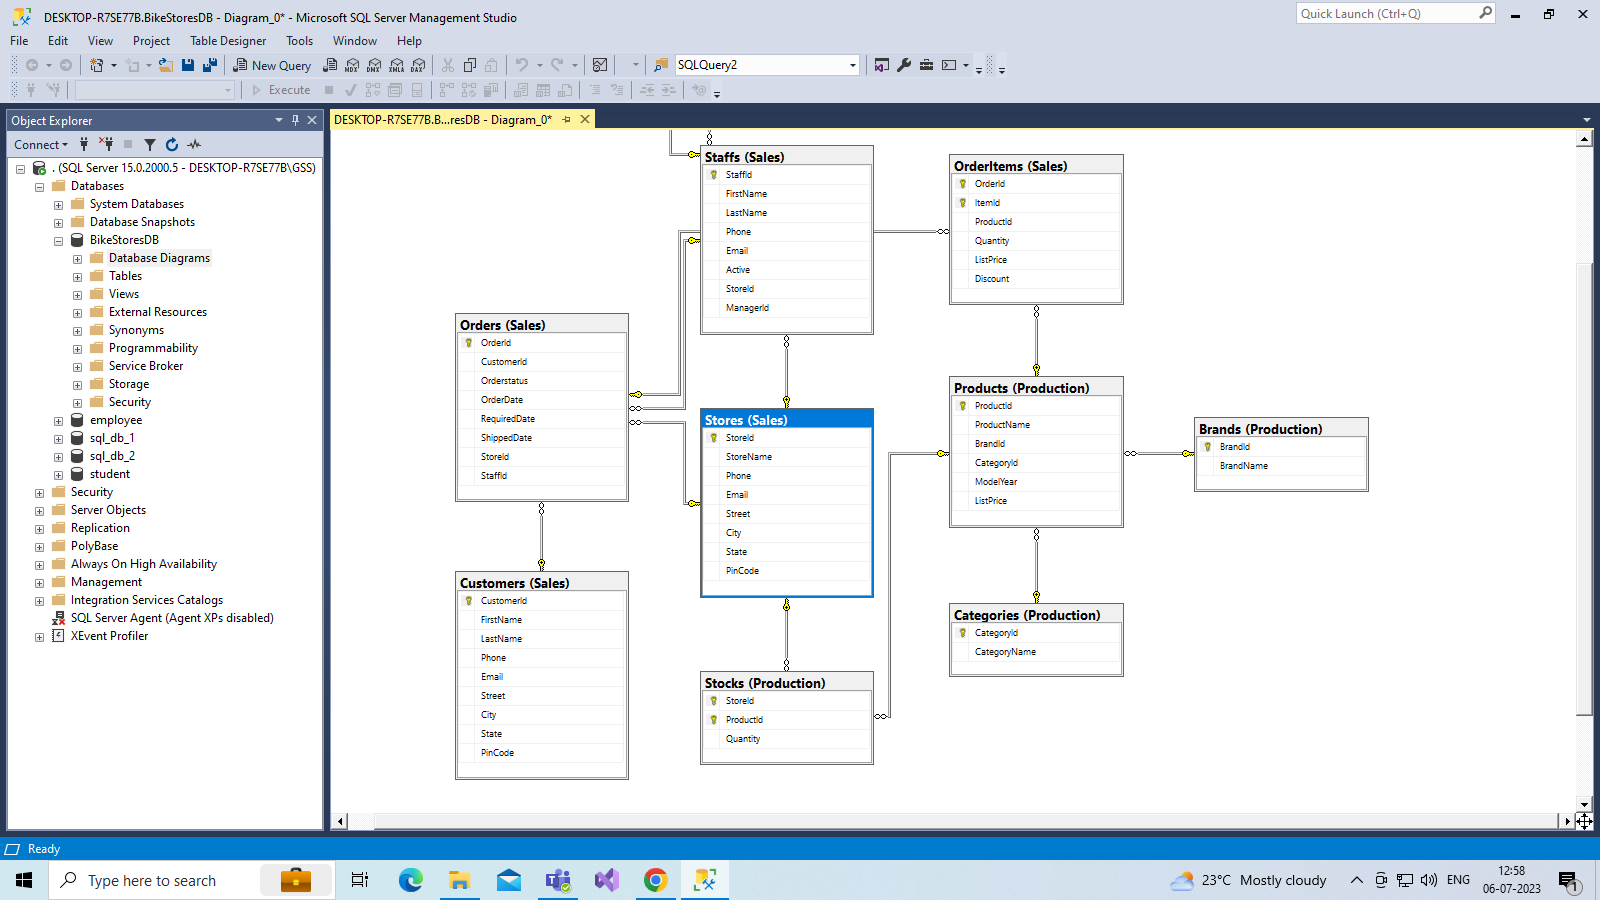 DESKTOP-R7SE77B.BikeStoresDB - Diagram_0* - Microsoft SQL Server Management Studio
Quick Launch (Ctrl+Q)
File Edit View Project Table Designer Tools Window Help
New Query
MDX DMX XMLA DAX
SQLQuery2
Execute
Object Explorer
Connect
. (SQL Server 15.0.2000.5 - DESKTOP-R7SE77B\GSS)
Databases
System Databases
Database Snapshots
BikeStoresDB
Database Diagrams
Tables
Views
External Resources
Synonyms
Programmability
Service Broker
Storage
Security
employee
sql_db_1
sql_db_2
student
Security
Server Objects
Replication
PolyBase
Always On High Availability
Management
Integration Services Catalogs
SQL Server Agent (Agent XPs disabled)
XEvent Profiler
DESKTOP-R7SE77B.B...resDB - Diagram_0*
Staffs (Sales)
StaffId
FirstName
LastName
Phone
Email
Active
StoreId
ManagerId
OrderItems (Sales)
OrderId
ItemId
ProductId
Quantity
ListPrice
Discount
Orders (Sales)
OrderId
CustomerId
Orderstatus
OrderDate
RequiredDate
ShippedDate
StoreId
StaffId
Stores (Sales)
StoreId
StoreName
Phone
Email
Street
City
State
PinCode
Products (Production)
ProductId
ProductName
BrandId
CategoryId
ModelYear
ListPrice
Brands (Production)
BrandId
BrandName
Customers (Sales)
CustomerId
FirstName
LastName
Phone
Email
Street
City
State
PinCode
Categories (Production)
CategoryId
CategoryName
Stocks (Production)
StoreId
ProductId
Quantity
Ready
Type here to search
23°C Mostly cloudy
ENG
12:58
06-07-2023
1